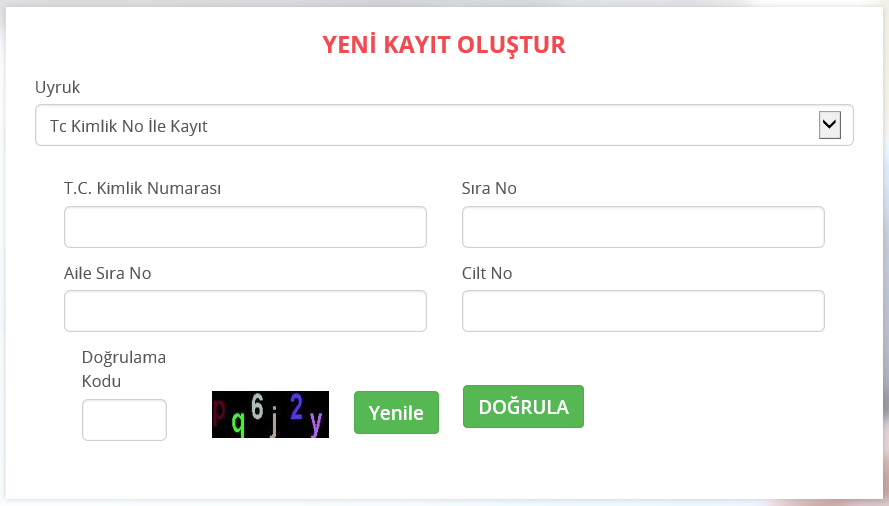 YENİ KAYIT OLUŞTUR
Uyruk
Tc Kimlik No İle Kayıt
T.C. Kimlik Numarası
Sıra No
Aile Sıra No
Cilt No
Doğrulama
Kodu
pq6j2y
Yenile
DOĞRULA